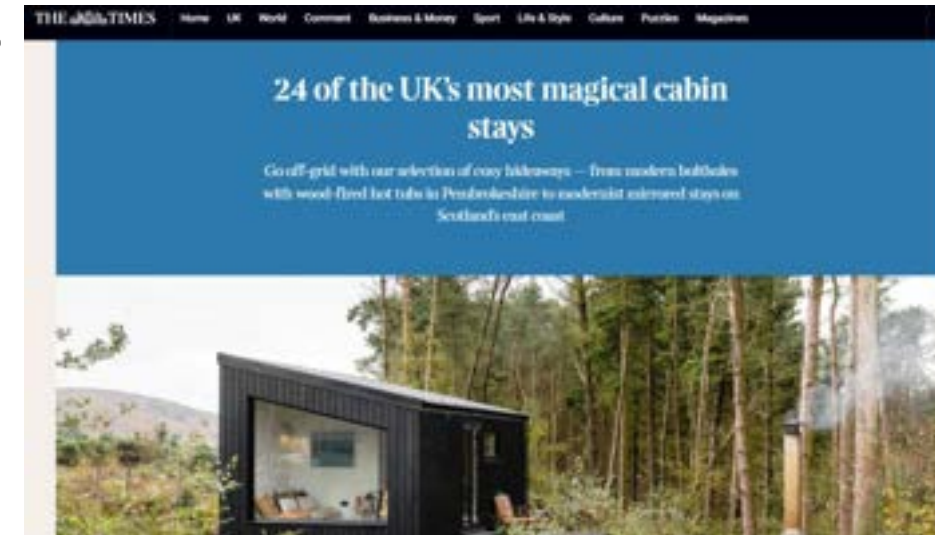 THE TIMES Home UK World Comment Business & Money Sport Life & Style Culture Puzzles Magazines
24 of the UK's most magical cabin
stays
Go off-grid with our selection of cosy hideaways — from modern boltholes
with wood-fired hot tubs in Pembrokeshire to modernist mirrored stays on
Scotland's east coast